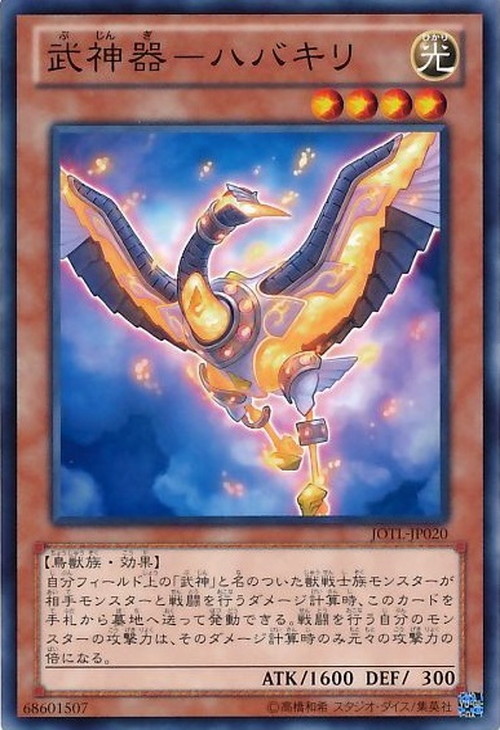 武神器－ハバキリ
光
JOTL-JP020
【鳥獣族・効果】
自分フィールド上の「武神」と名のついた獣戦士族モンスターが
相手モンスターと戦闘を行うダメージ計算時、このカードを
手札から墓地へ送って発動できる。戦闘を行う自分のモン
スターの攻撃力は、そのダメージ計算時のみ元々の攻撃力の
倍になる。
ATK/1600 DEF/ 300
68601507
©高橋和希 スタジオ・ダイス/集英社